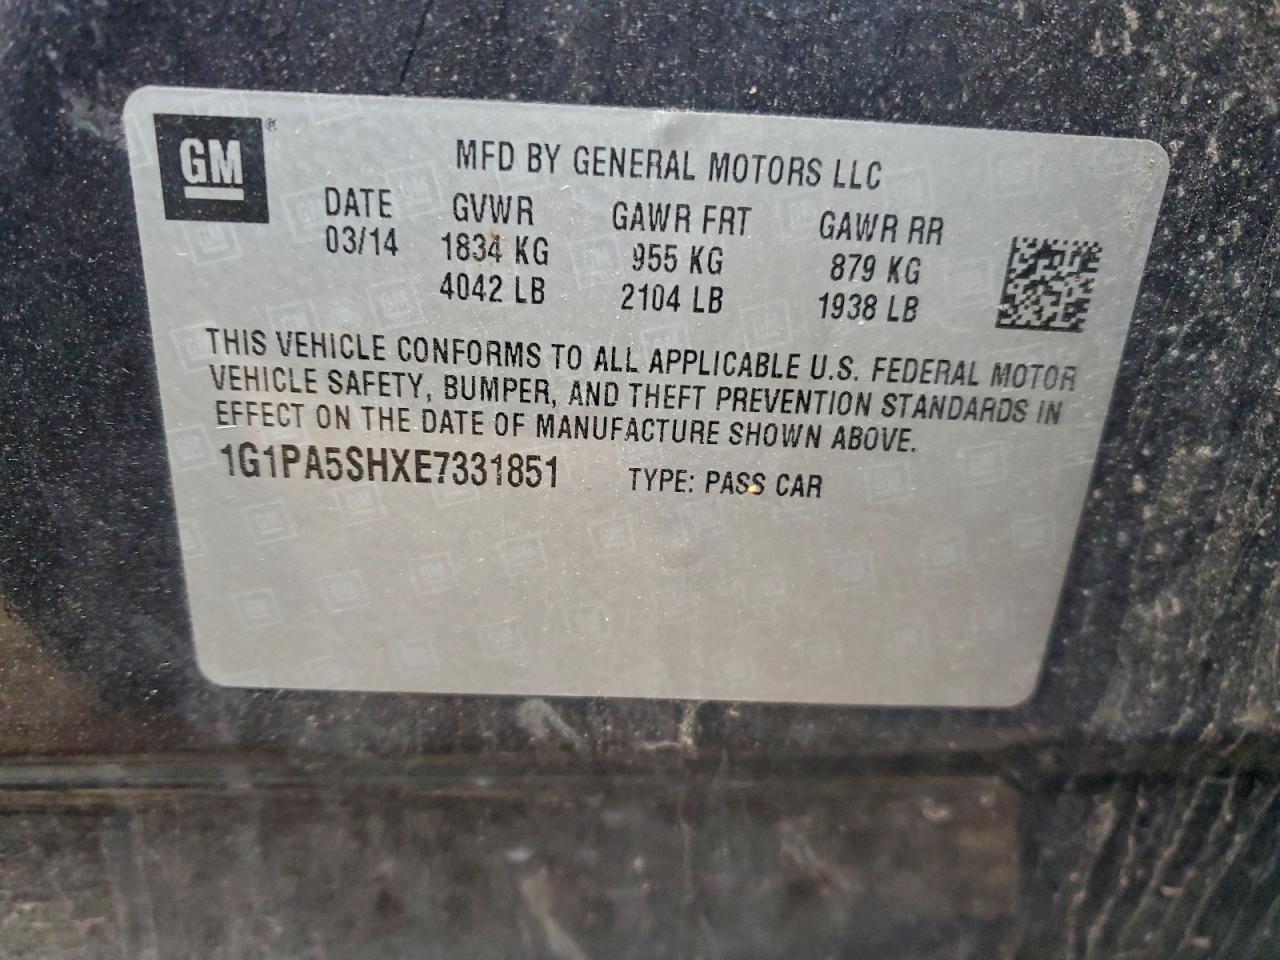 GM®
MFD BY GENERAL MOTORS LLC
DATE GVWR GAWR FRT GAWR RR
03/14 1834 KG 955 KG 879 KG
4042 LB 2104 LB 1938 LB
THIS VEHICLE CONFORMS TO ALL APPLICABLE U.S. FEDERAL MOTOR
VEHICLE SAFETY, BUMPER, AND THEFT PREVENTION STANDARDS IN
EFFECT ON THE DATE OF MANUFACTURE SHOWN ABOVE.
1G1PA5SHXE7331851 TYPE: PASS CAR